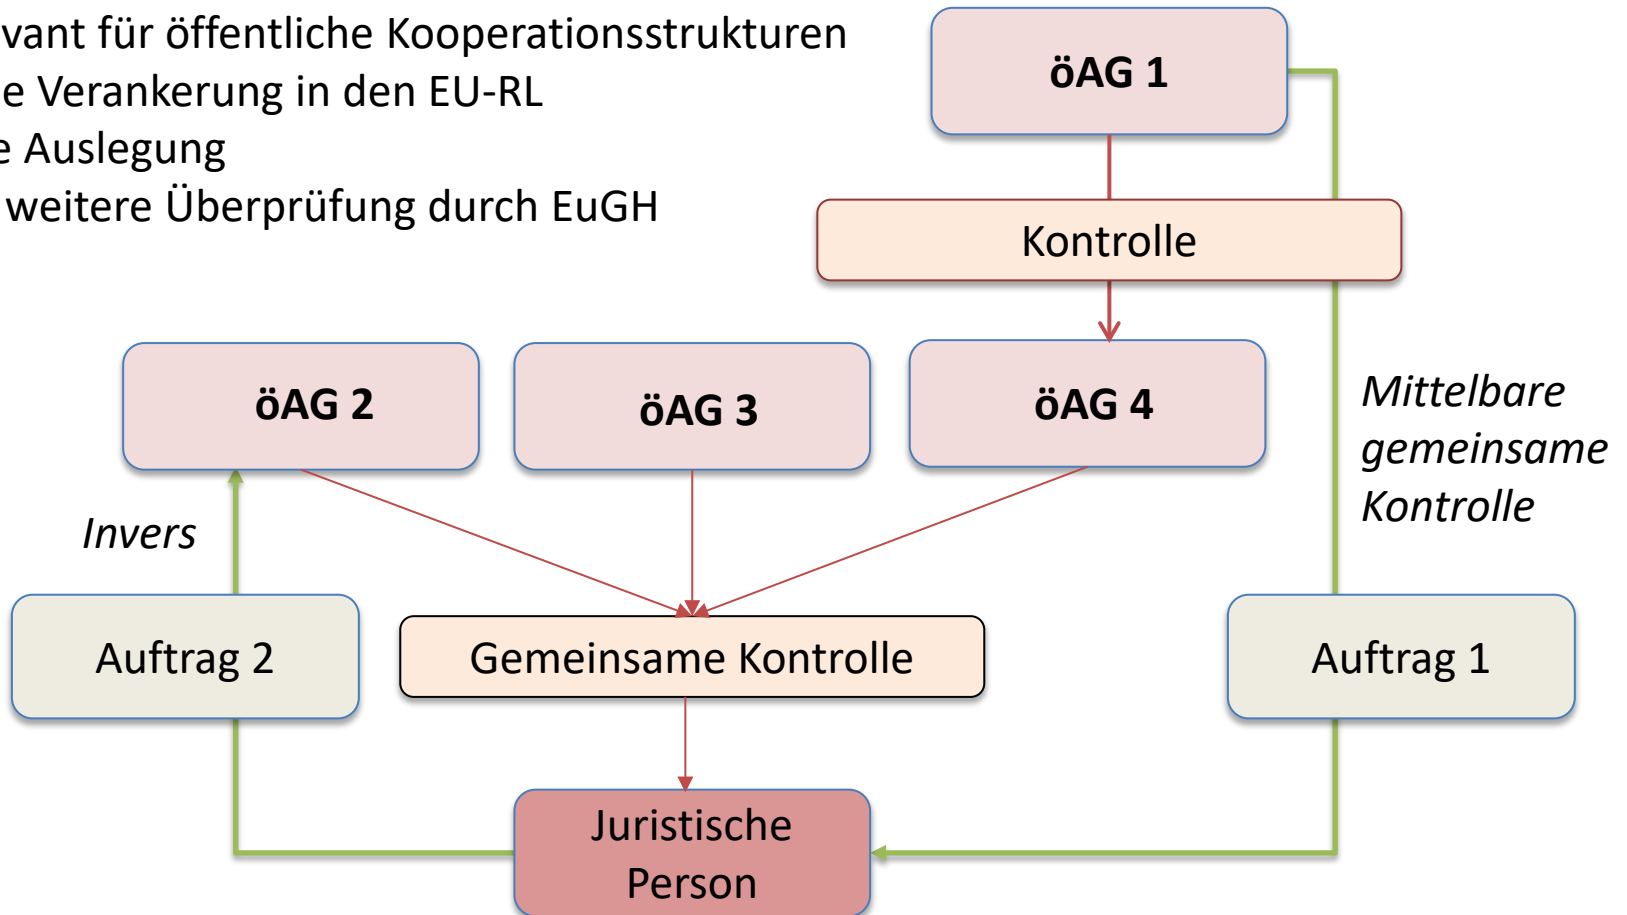 vant für öffentliche Kooperationsstrukturen
e Verankerung in den EU-RL
e Auslegung
weitere Überprüfung durch EuGH
öAG 1
Kontrolle
öAG 2
öAG 3
öAG 4
Mittelbare
gemeinsame
Kontrolle
Invers
Auftrag 2
Gemeinsame Kontrolle
Auftrag 1
Juristische
Person